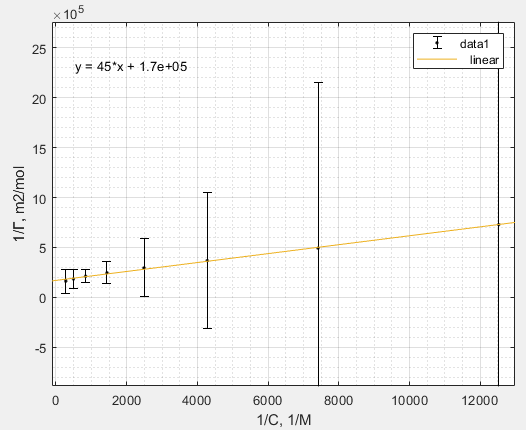 ×10^5
y = 45*x + 1.7e+05
data1
linear
25
20
15
10
5
0
-5
1/Γ, m2/mol
0 2000 4000 6000 8000 10000 12000
1/C, 1/M